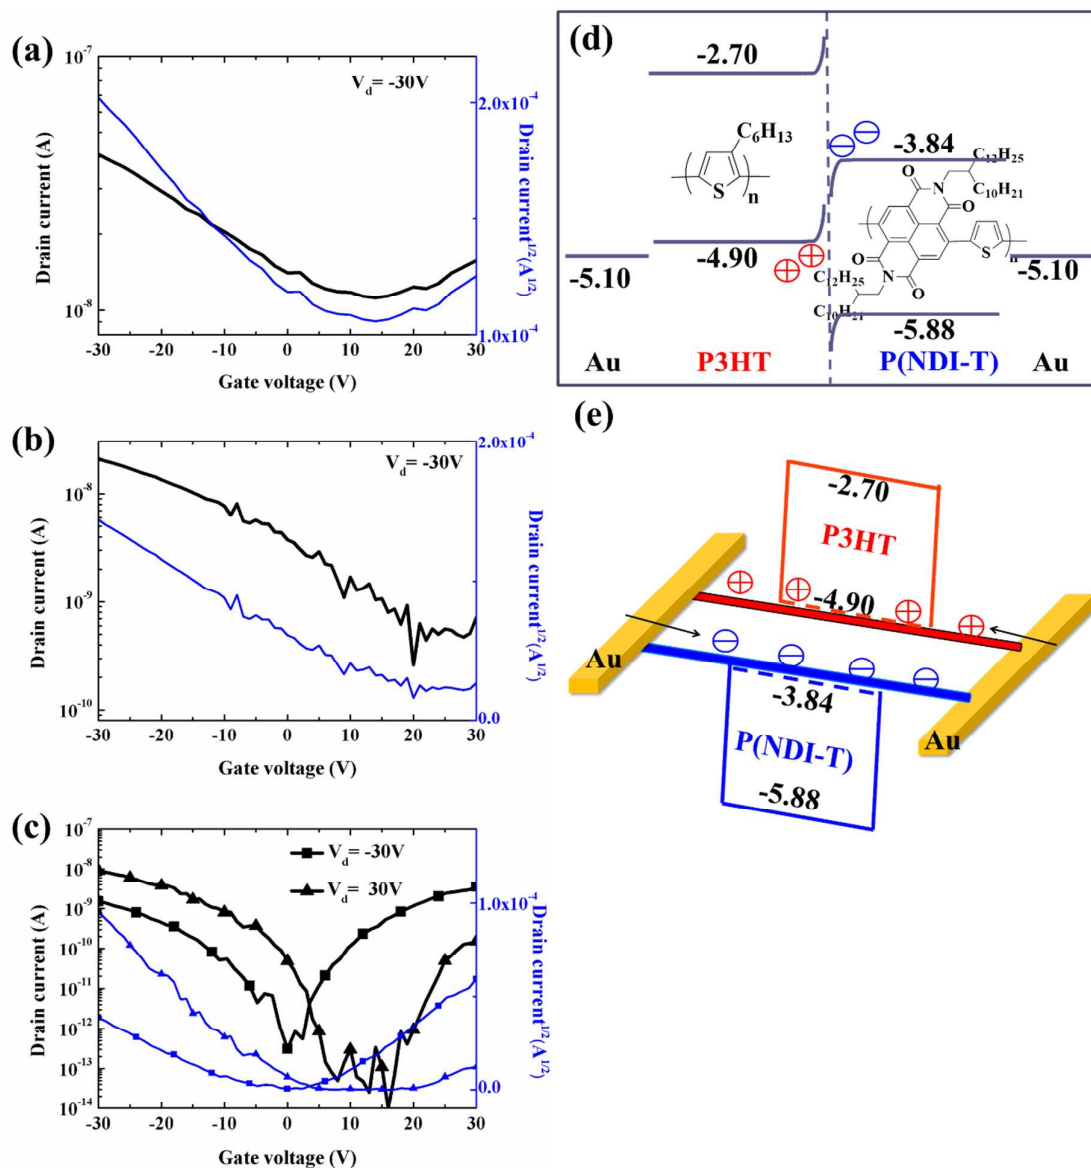 (a)
10⁻⁷
V_d= -30V
2.0x10⁻⁴
Drain current (A)
Drain current^1/2(A^1/2)
10⁻⁸
1.0x10⁻⁴
-30 -20 -10 0 10 20 30
Gate voltage (V)
(b)
V_d= -30V
2.0x10⁻⁴
10⁻⁸
Drain current (A)
Drain current^1/2(A^1/2)
10⁻⁹
10⁻¹⁰
0.0
-30 -20 -10 0 10 20 30
Gate voltage (V)
(c)
10⁻⁷
V_d= -30V
10⁻⁸
V_d= 30V
10⁻⁹
1.0x10⁻⁴
10⁻¹⁰
Drain current (A)
Drain current^1/2(A^1/2)
10⁻¹¹
10⁻¹²
10⁻¹³
0.0
10⁻¹⁴
-30 -20 -10 0 10 20 30
Gate voltage (V)
(d)
-2.70
C₆H₁₃
S
n
-3.84
C₁₂H₂₅
C₁₀H₂₁
O N O
S
n
O N O
C₁₂H₂₅
C₁₀H₂₁
-4.90
-5.10
-5.10
-5.88
Au P3HT P(NDI-T) Au
(e)
-2.70
P3HT
-4.90
Au
-3.84
P(NDI-T)
-5.88
Au